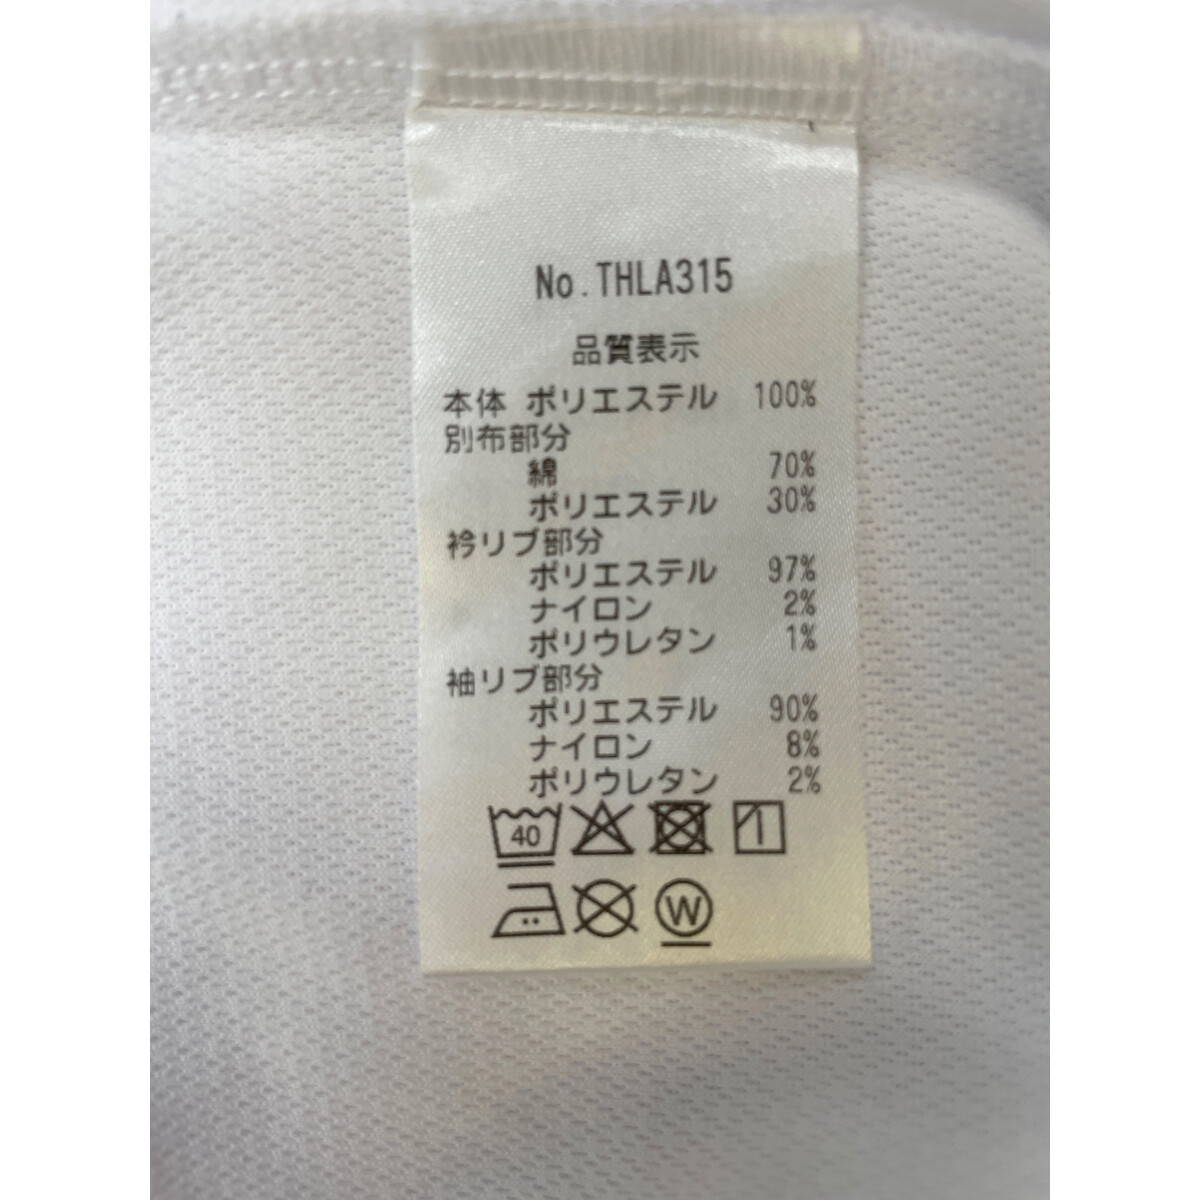 No.THLA315
品質表示
本体 ポリエステル 100%
別布部分
綿 70%
ポリエステル 30%
衿リブ部分
ポリエステル 97%
ナイロン 2%
ポリウレタン 1%
袖リブ部分
ポリエステル 90%
ナイロン 8%
ポリウレタン 2%
40
W